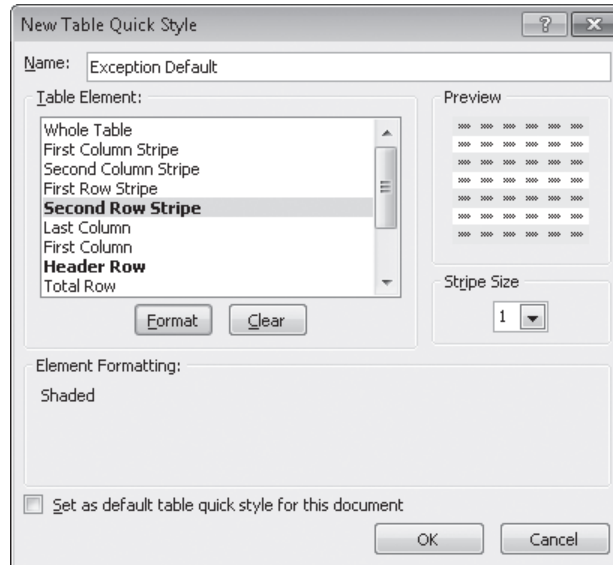 New Table Quick Style
Name: Exception Default
Table Element:
Whole Table
First Column Stripe
Second Column Stripe
First Row Stripe
Second Row Stripe
Last Column
First Column
Header Row
Total Row
Format Clear
Preview
Stripe Size
1
Element Formatting:
Shaded
Set as default table quick style for this document
OK Cancel